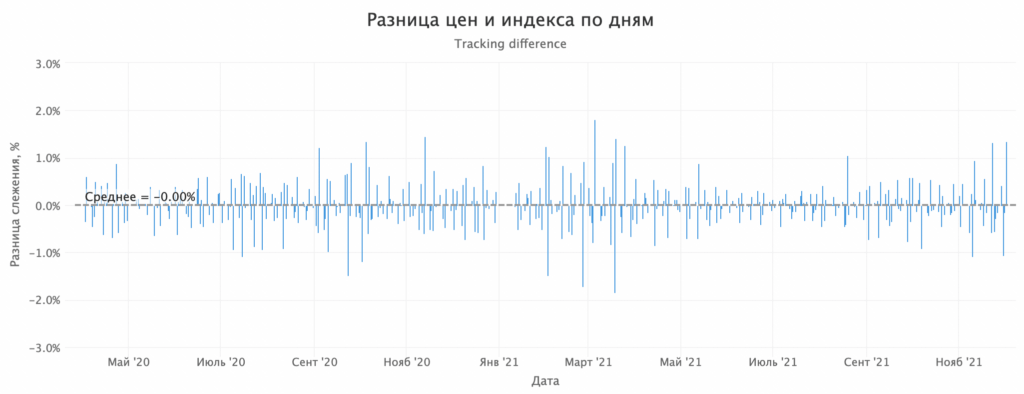 Разница цен и индекса по дням
Tracking difference
Разница слежения, %
3.0%
2.0%
1.0%
0.0%
-1.0%
-2.0%
-3.0%
Среднее = -0.00%
Май '20
Июль '20
Сент '20
Нояб '20
Янв '21
Март '21
Май '21
Июль '21
Сент '21
Нояб '21
Дата